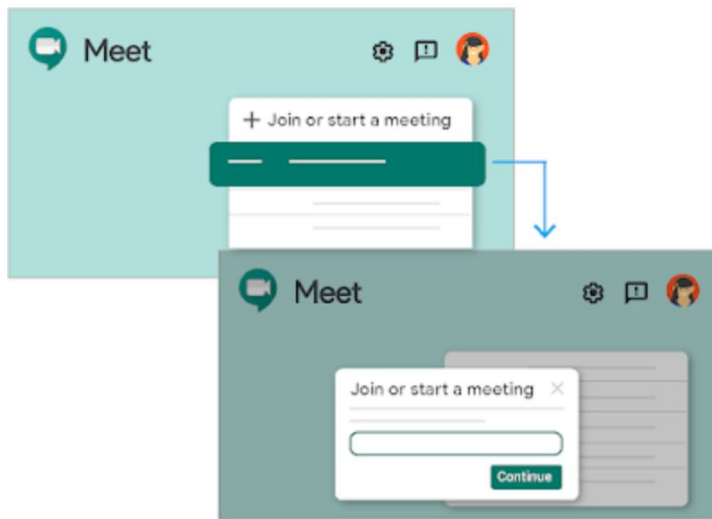 Meet
+ Join or start a meeting
Meet
Join or start a meeting
Continue